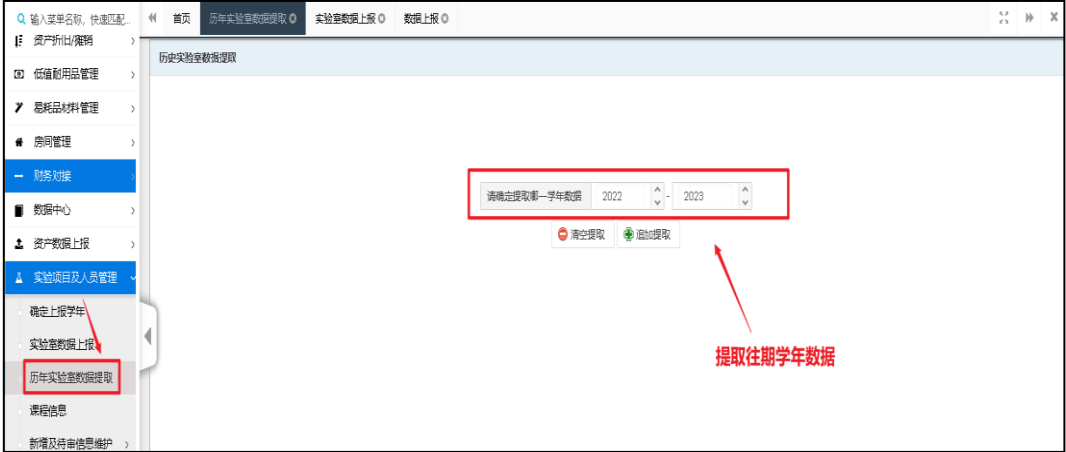 输入菜单名称，快速匹配...
首页
历年实验室数据提取
实验室数据上报
数据上报
资产折旧/摊销
低值耐用品管理
易耗品材料管理
房间管理
财务对接
数据中心
资产数据上报
实验项目及人员管理
确定上报学年
实验室数据上报
历年实验室数据提取
课程信息
新增及待审信息维护
历史实验室数据提取
请确定提取哪一学年数据 2022 - 2023
清空提取 追加提取
提取往期学年数据